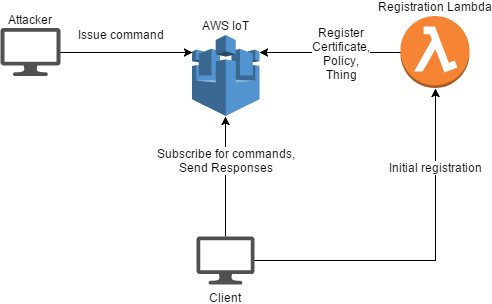 Attacker
Issue command
AWS IoT
Register
Certificate,
Policy,
Thing
Registration Lambda
Subscribe for commands,
Send Responses
Initial registration
Client